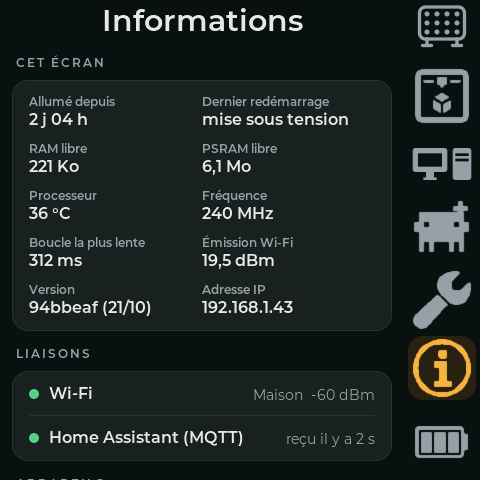 Informations
CET ÉCRAN
Allumé depuis
2 j 04 h
Dernier redémarrage
mise sous tension
RAM libre
221 Ko
PSRAM libre
6,1 Mo
Processeur
36 °C
Fréquence
240 MHz
Boucle la plus lente
312 ms
Émission Wi-Fi
19,5 dBm
Version
94bbeaf (21/10)
Adresse IP
192.168.1.43
LIAISONS
Wi-Fi
Maison -60 dBm
Home Assistant (MQTT)
reçu il y a 2 s